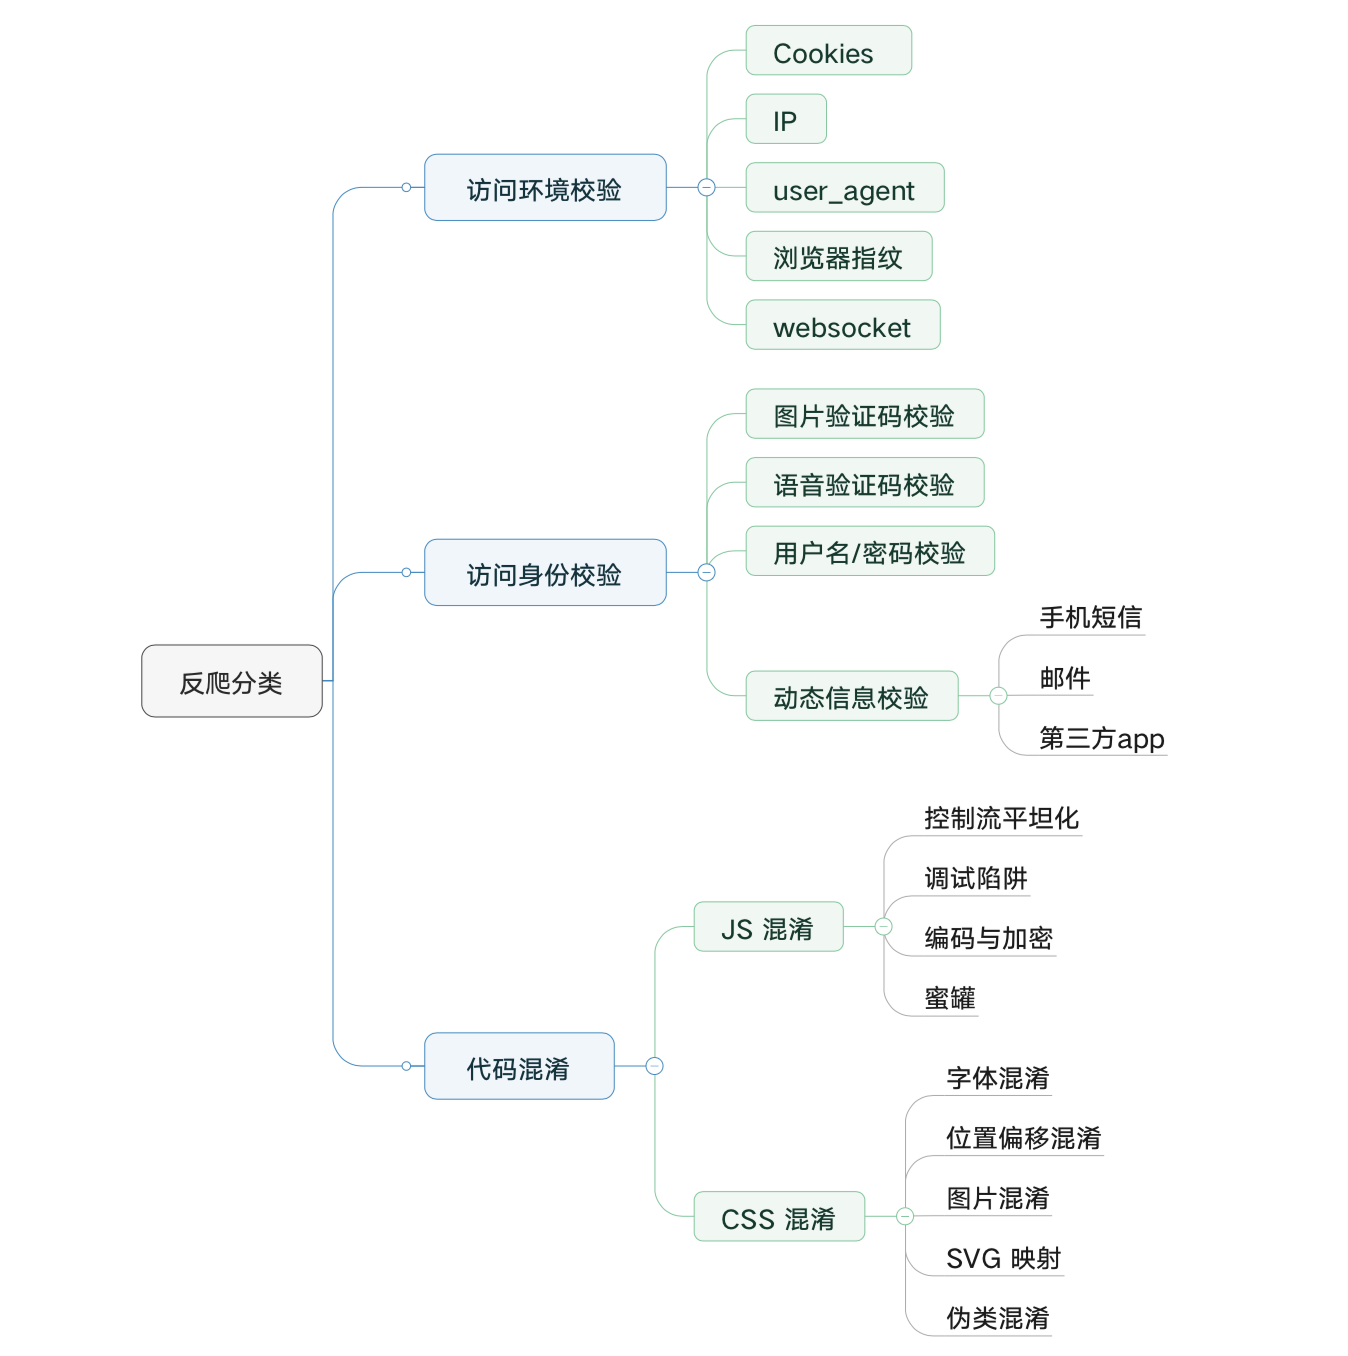 反爬分类
访问环境校验
Cookies
IP
user_agent
浏览器指纹
websocket
访问身份校验
图片验证码校验
语音验证码校验
用户名/密码校验
动态信息校验
手机短信
邮件
第三方app
代码混淆
JS 混淆
控制流平坦化
调试陷阱
编码与加密
蜜罐
CSS 混淆
字体混淆
位置偏移混淆
图片混淆
SVG 映射
伪类混淆